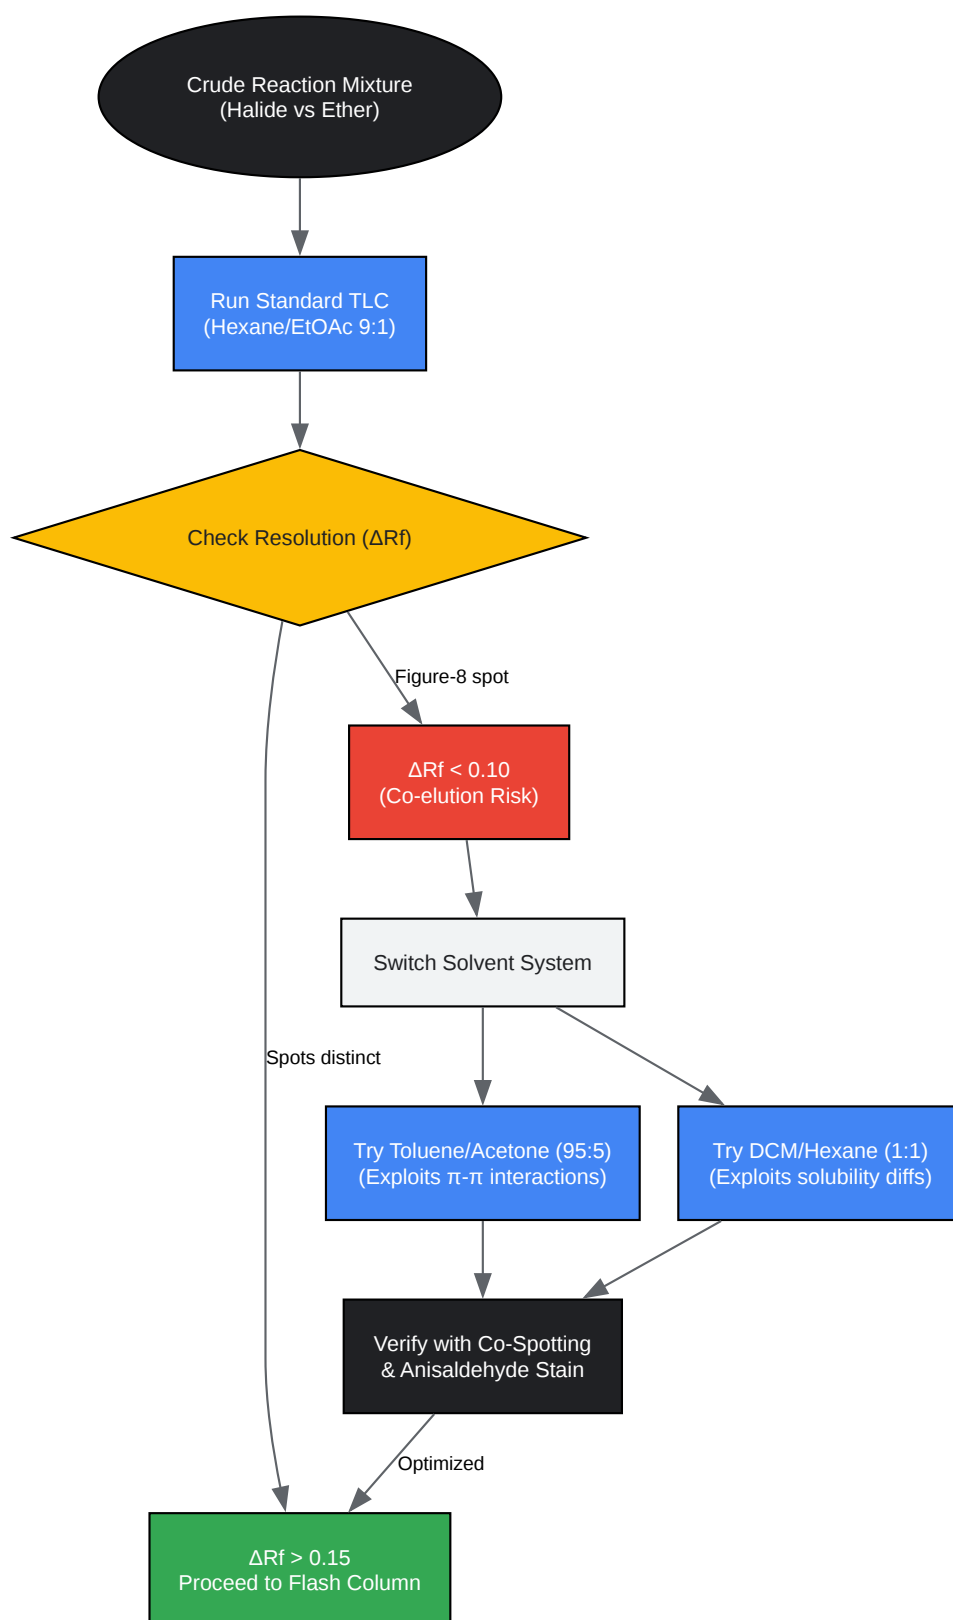 Crude Reaction Mixture
(Halide vs Ether)
Run Standard TLC
(Hexane/EtOAc 9:1)
Check Resolution (ΔRf)
Figure-8 spot
ΔRf < 0.10
(Co-elution Risk)
Switch Solvent System
Spots distinct
Try Toluene/Acetone (95:5)
(Exploits π-π interactions)
Try DCM/Hexane (1:1)
(Exploits solubility diffs)
Verify with Co-Spotting
& Anisaldehyde Stain
Optimized
ΔRf > 0.15
Proceed to Flash Column